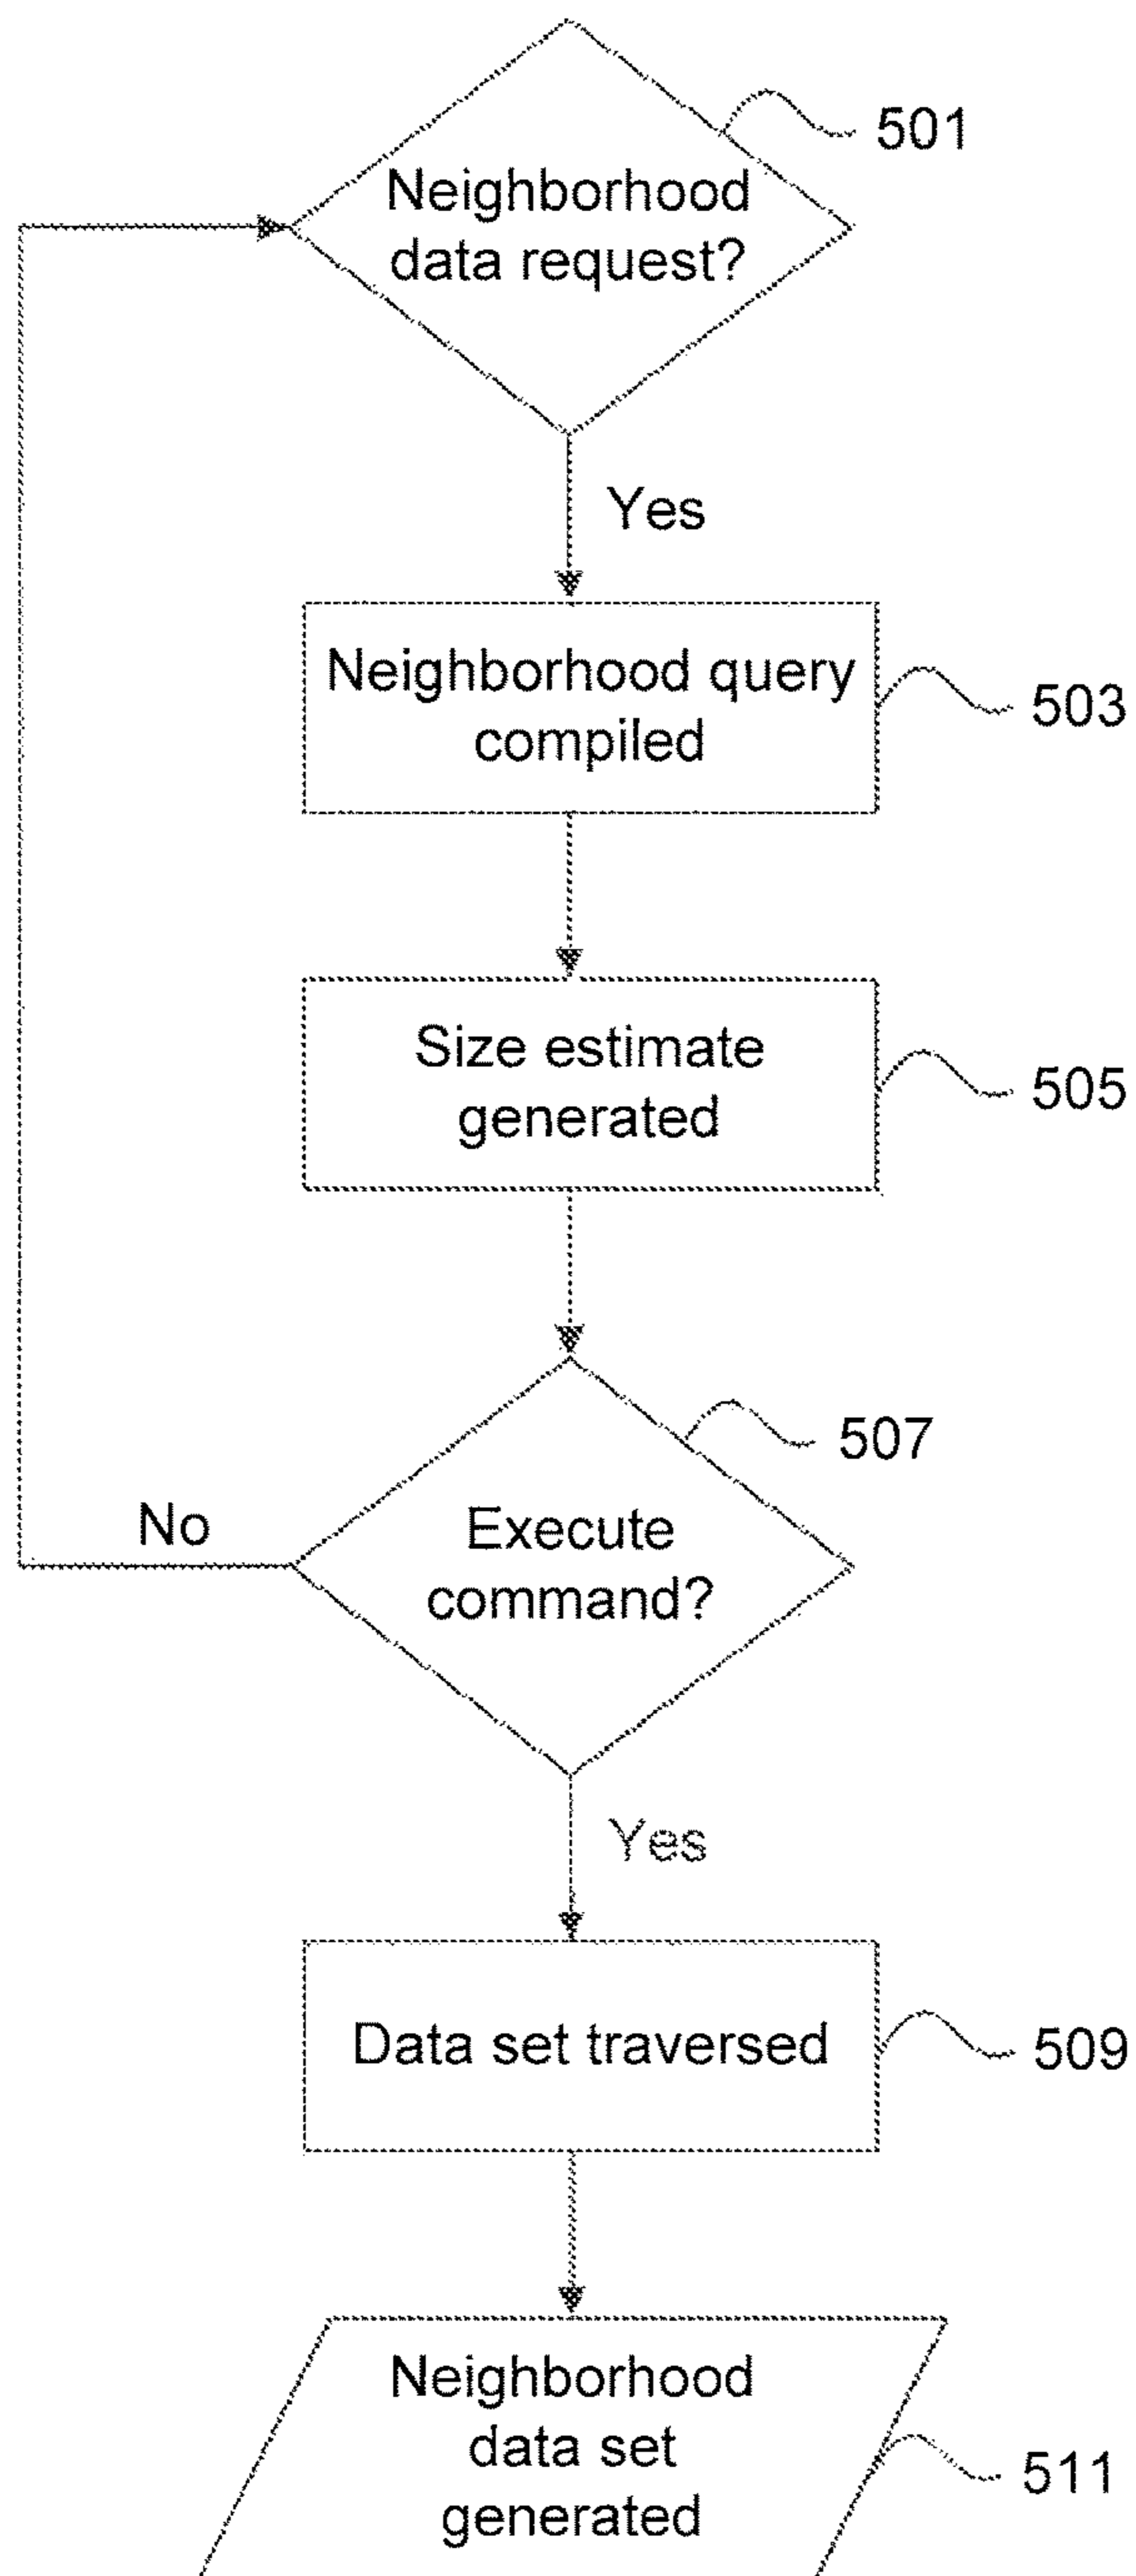 501
Neighborhood
data request?
Yes
Neighborhood query
compiled
503
Size estimate
generated
505
507
Execute
command?
No
Yes
Data set traversed
509
Neighborhood
data set
generated
511